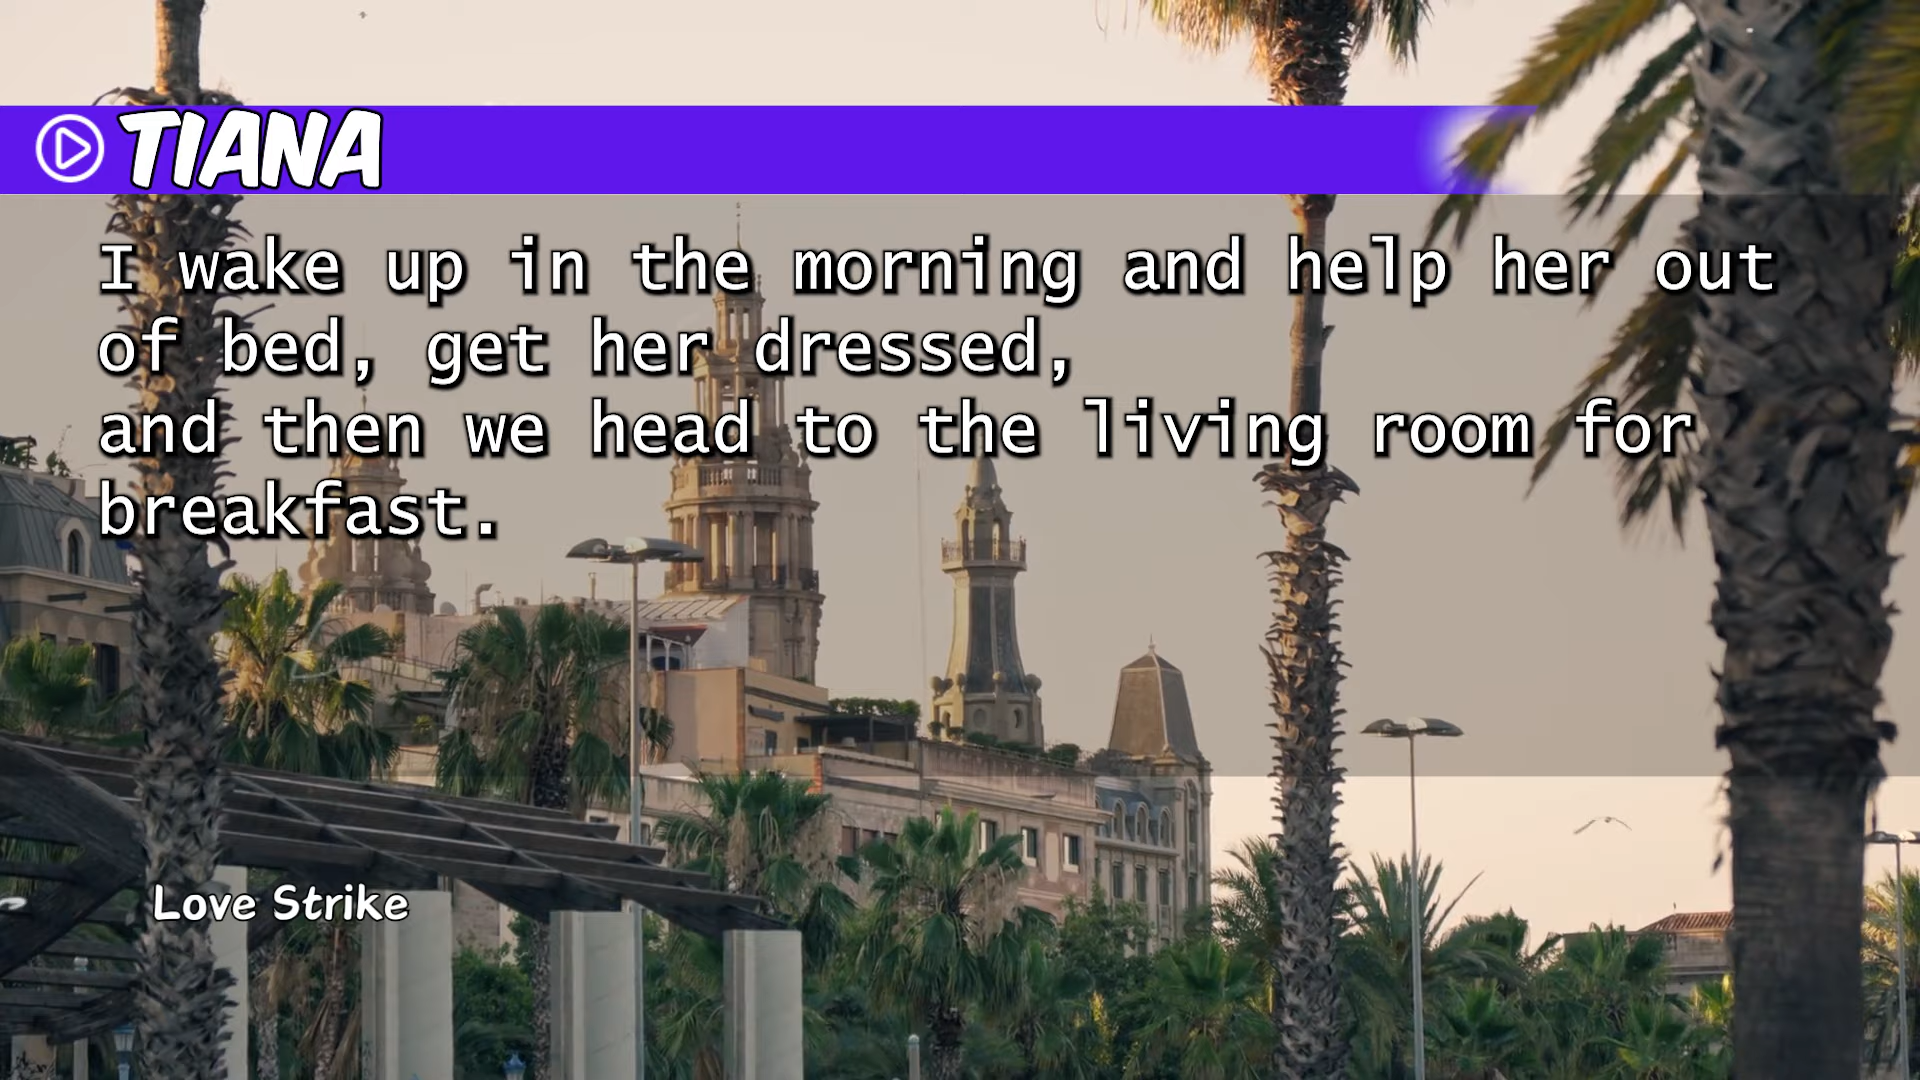 TIANA
I wake up in the morning and help her out
of bed, get her dressed,
and then we head to the living room for
breakfast.
Love Strike